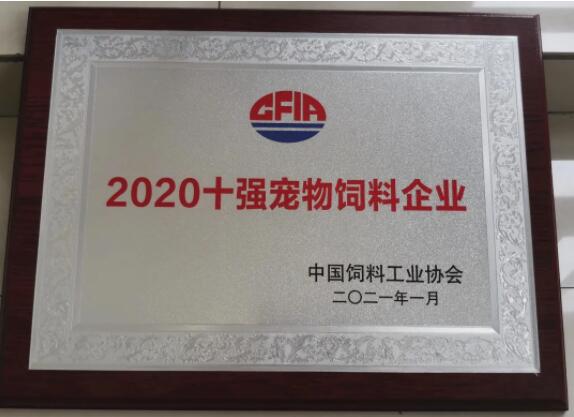 CFIA
2020十强宠物饲料企业
中国饲料工业协会
二〇二一年一月